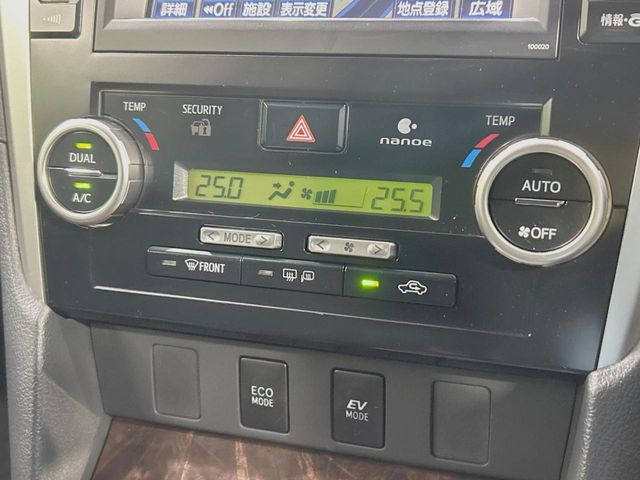 詳細 ◀◀Off 施設 表示変更 地点登録 広域
情報・G
100020
TEMP
SECURITY
nanoe
TEMP
DUAL
A/C
25.0
25.5
AUTO
OFF
< MODE >
< >
FRONT
ECO
MODE
EV
MODE